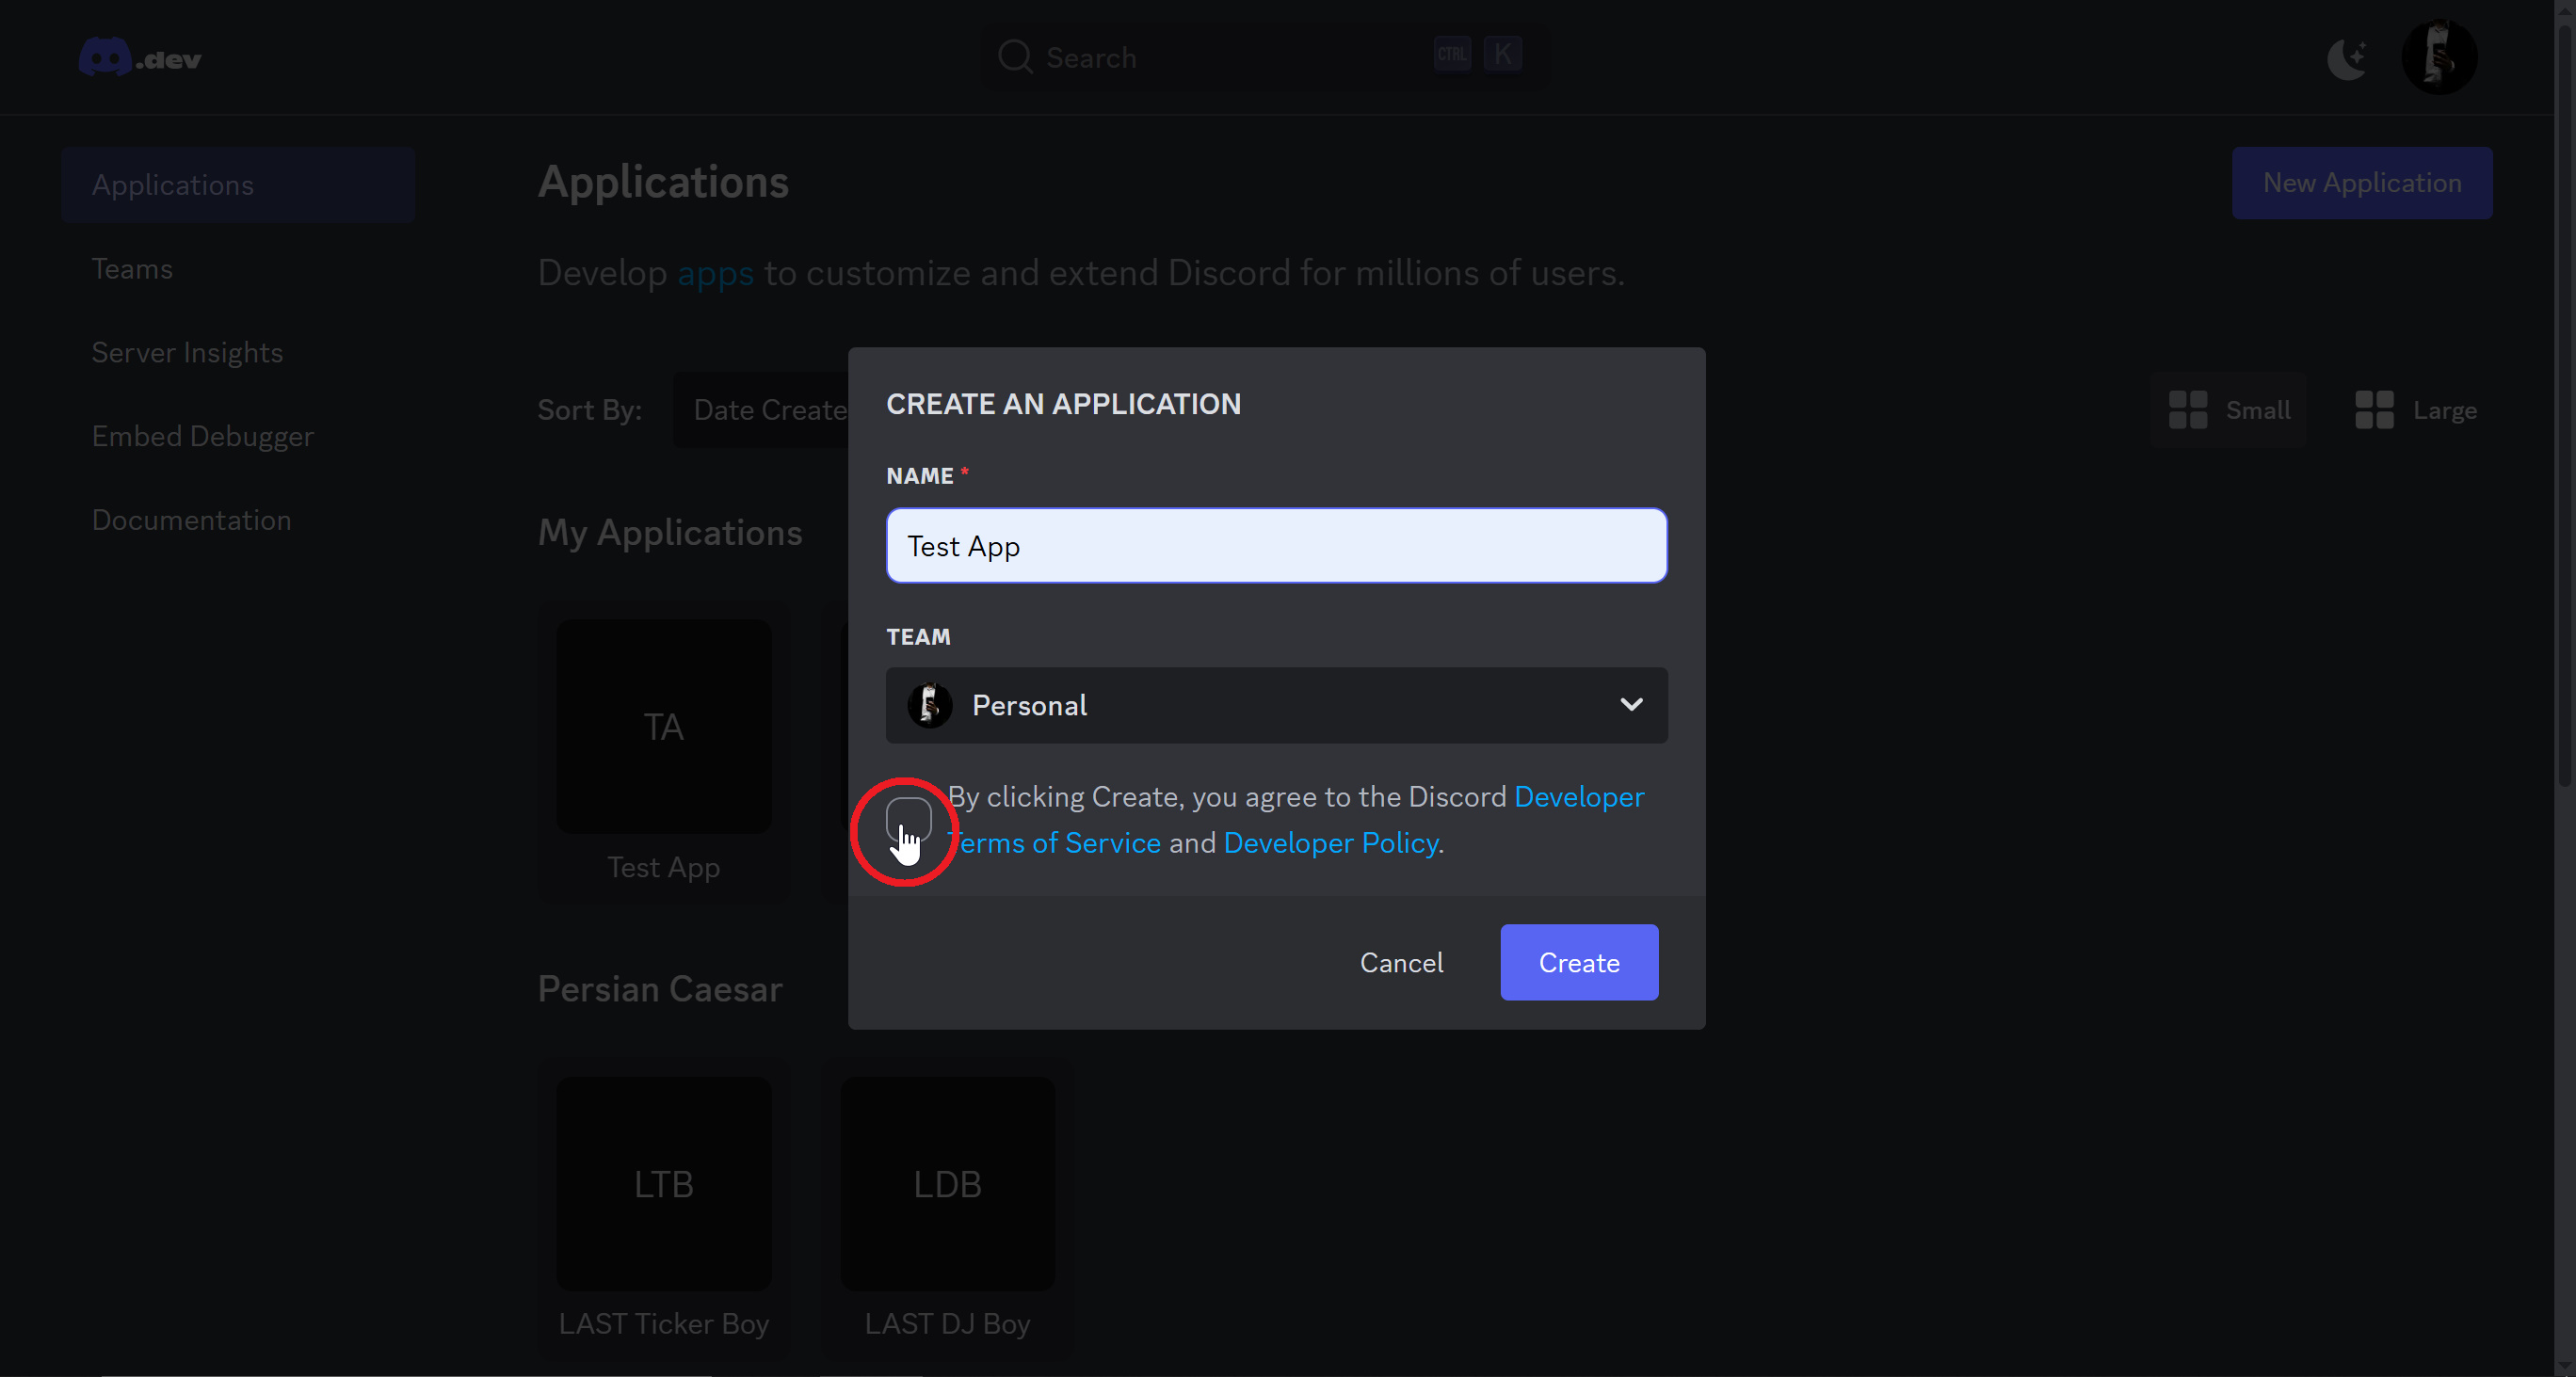 .dev
Search
CTRL K
Applications
Teams
Server Insights
Embed Debugger
Documentation
Applications
New Application
Develop apps to customize and extend Discord for millions of users.
Sort By:
Date Create
Small
Large
My Applications
TA
Test App
Persian Caesar
LTB
LAST Ticker Boy
LDB
LAST DJ Boy
CREATE AN APPLICATION
NAME *
Test App
TEAM
Personal
By clicking Create, you agree to the Discord Developer
Terms of Service and Developer Policy.
Cancel
Create